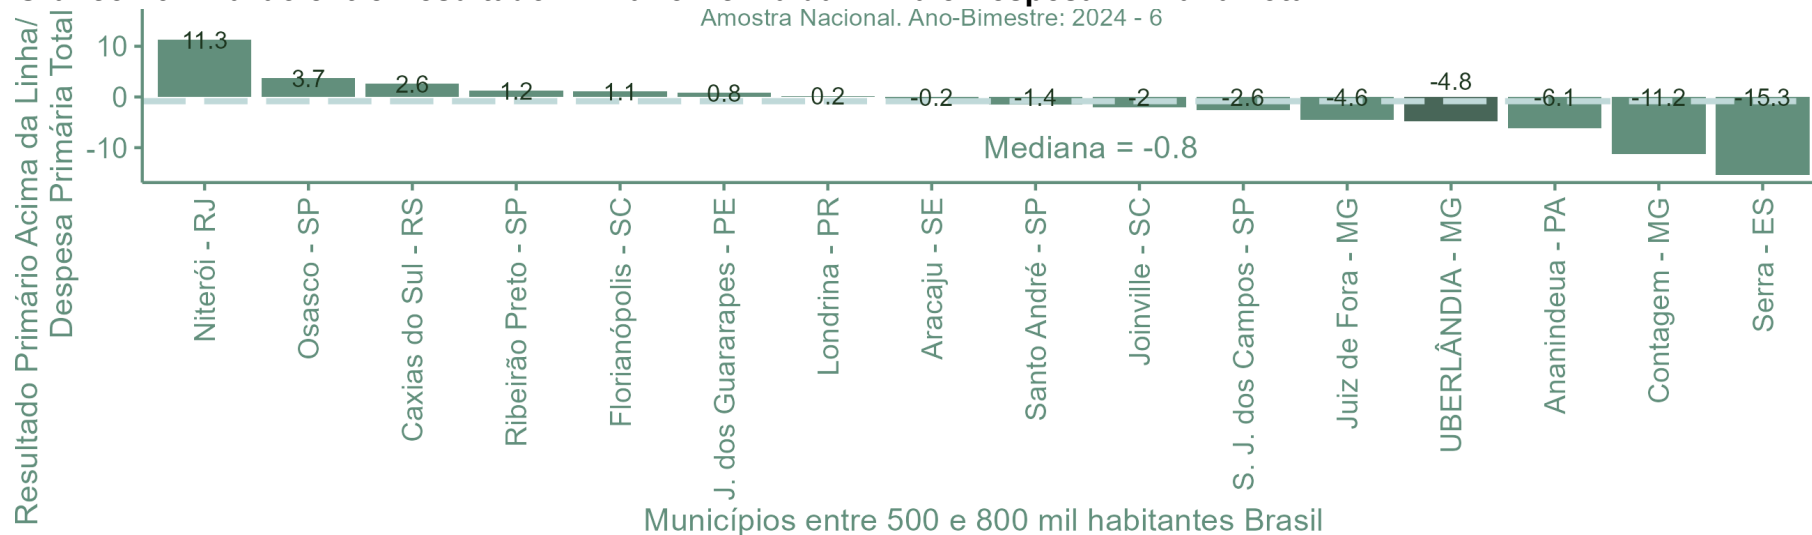 Amostra Nacional. Ano-Bimestre: 2024 - 6
Resultado Primário Acima da Linha/
Despesa Primária Total
10
0
-10
11.3
3.7
2.6
1.2
1.1
0.8
0.2
-0.2
-1.4
-2
-2.6
-4.6
-4.8
-6.1
-11.2
-15.3
Mediana = -0.8
Niterói - RJ
Osasco - SP
Caxias do Sul - RS
Ribeirão Preto - SP
Florianópolis - SC
J. dos Guararapes - PE
Londrina - PR
Aracaju - SE
Santo André - SP
Joinville - SC
S. J. dos Campos - SP
Juiz de Fora - MG
UBERLÂNDIA - MG
Ananindeua - PA
Contagem - MG
Serra - ES
Municípios entre 500 e 800 mil habitantes Brasil